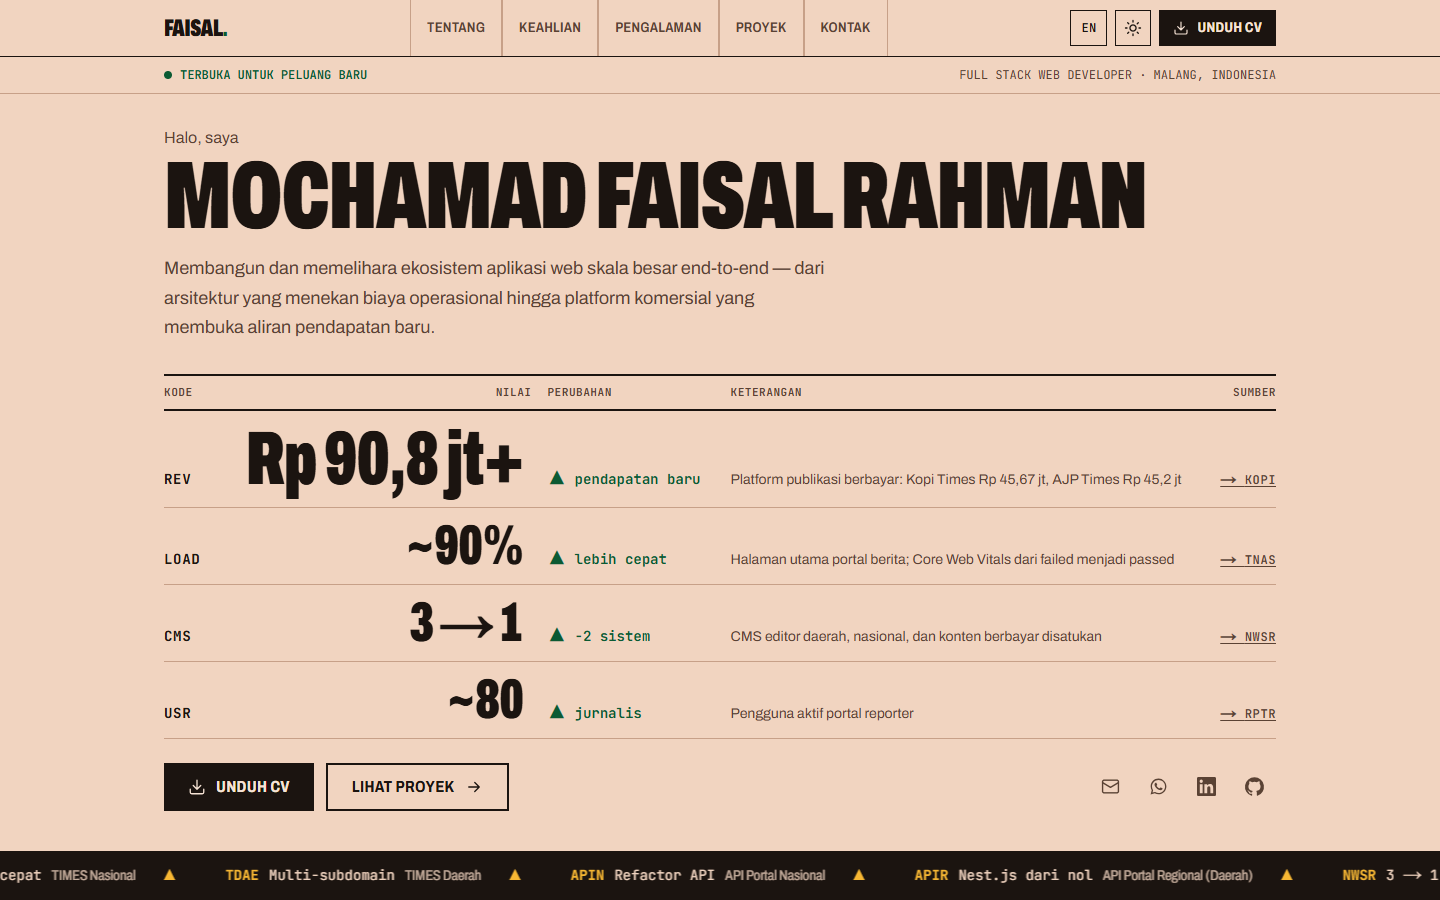 FAISAL.
TENTANG
KEAHLIAN
PENGALAMAN
PROYEK
KONTAK
EN
UNDUH CV
TERBUKA UNTUK PELUANG BARU
FULL STACK WEB DEVELOPER · MALANG, INDONESIA
Halo, saya
MOCHAMAD FAISAL RAHMAN
Membangun dan memelihara ekosistem aplikasi web skala besar end-to-end — dari
arsitektur yang menekan biaya operasional hingga platform komersial yang
membuka aliran pendapatan baru.
KODE NILAI PERUBAHAN KETERANGAN SUMBER
REV Rp 90,8 jt+ ▲ pendapatan baru Platform publikasi berbayar: Kopi Times Rp 45,67 jt, AJP Times Rp 45,2 jt → KOPI
LOAD ~90% ▲ lebih cepat Halaman utama portal berita; Core Web Vitals dari failed menjadi passed → TNAS
CMS 3→1 ▲ -2 sistem CMS editor daerah, nasional, dan konten berbayar disatukan → NWSR
USR ~80 ▲ jurnalis Pengguna aktif portal reporter → RPTR
UNDUH CV
LIHAT PROYEK →
cepat TIMES Nasional ▲ TDAE Multi-subdomain TIMES Daerah ▲ APIN Refactor API API Portal Nasional ▲ APIR Nest.js dari nol API Portal Regional (Daerah) ▲ NWSR 3 → 1